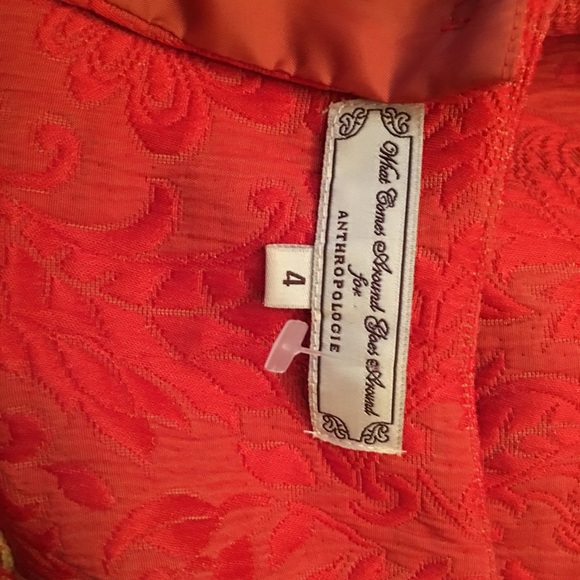 What Comes Around Goes Around
for
ANTHROPOLOGIE
4